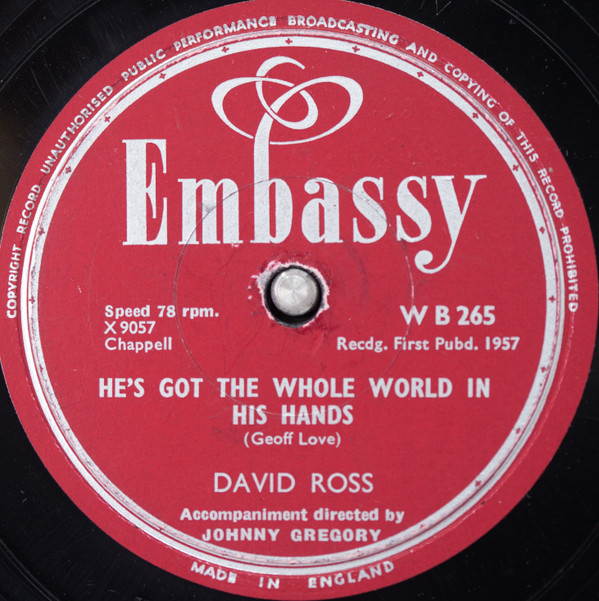 COPYRIGHT RECORD UNAUTHORISED PUBLIC PERFORMANCE BROADCASTING AND COPYING OF THIS RECORD PROHIBITED
Embassy
Speed 78 rpm.
X 9057
Chappell
W B 265
Recdg. First Pubd. 1957
HE'S GOT THE WHOLE WORLD IN
HIS HANDS
(Geoff Love)
DAVID ROSS
Accompaniment directed by
JOHNNY GREGORY
MADE IN ENGLAND